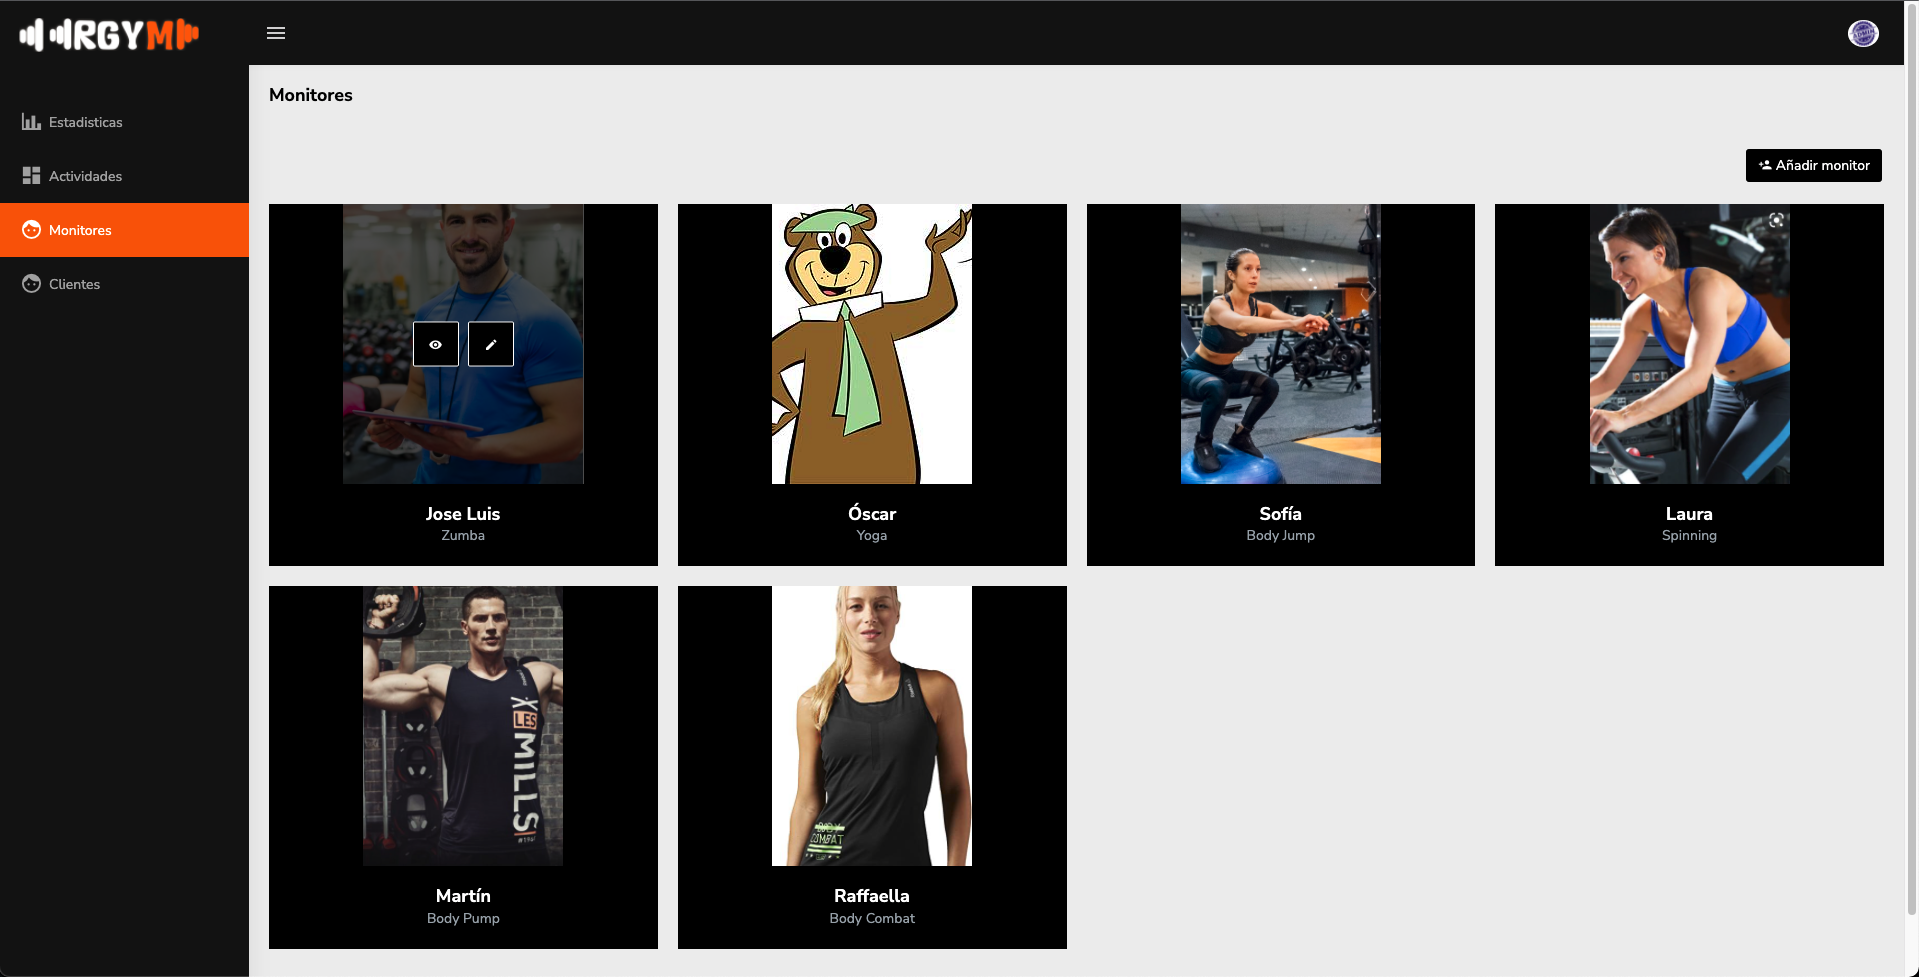 RGYM
Estadisticas
Actividades
Monitores
Clientes
Monitores
Añadir monitor
Jose Luis
Zumba
Óscar
Yoga
Sofía
Body Jump
Laura
Spinning
LES
MILLS
Martín
Body Pump
BODY
COMBAT
Raffaella
Body Combat